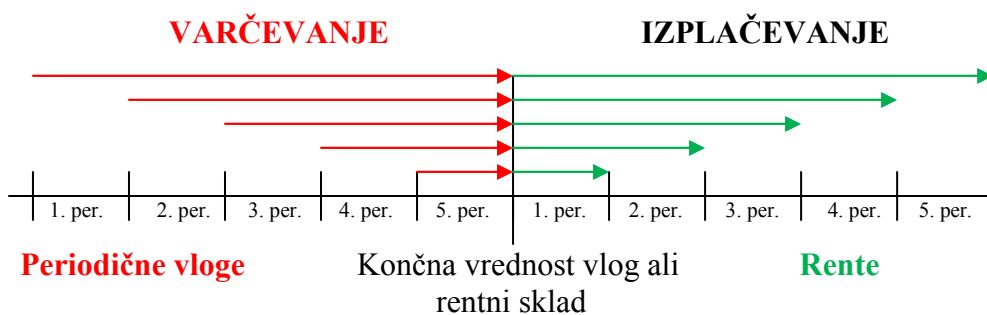 VARČEVANJE IZPLAČEVANJE
1. per. 2. per. 3. per. 4. per. 5. per. 1. per. 2. per. 3. per. 4. per. 5. per.
Periodične vloge Končna vrednost vlog ali Rente
rentni sklad